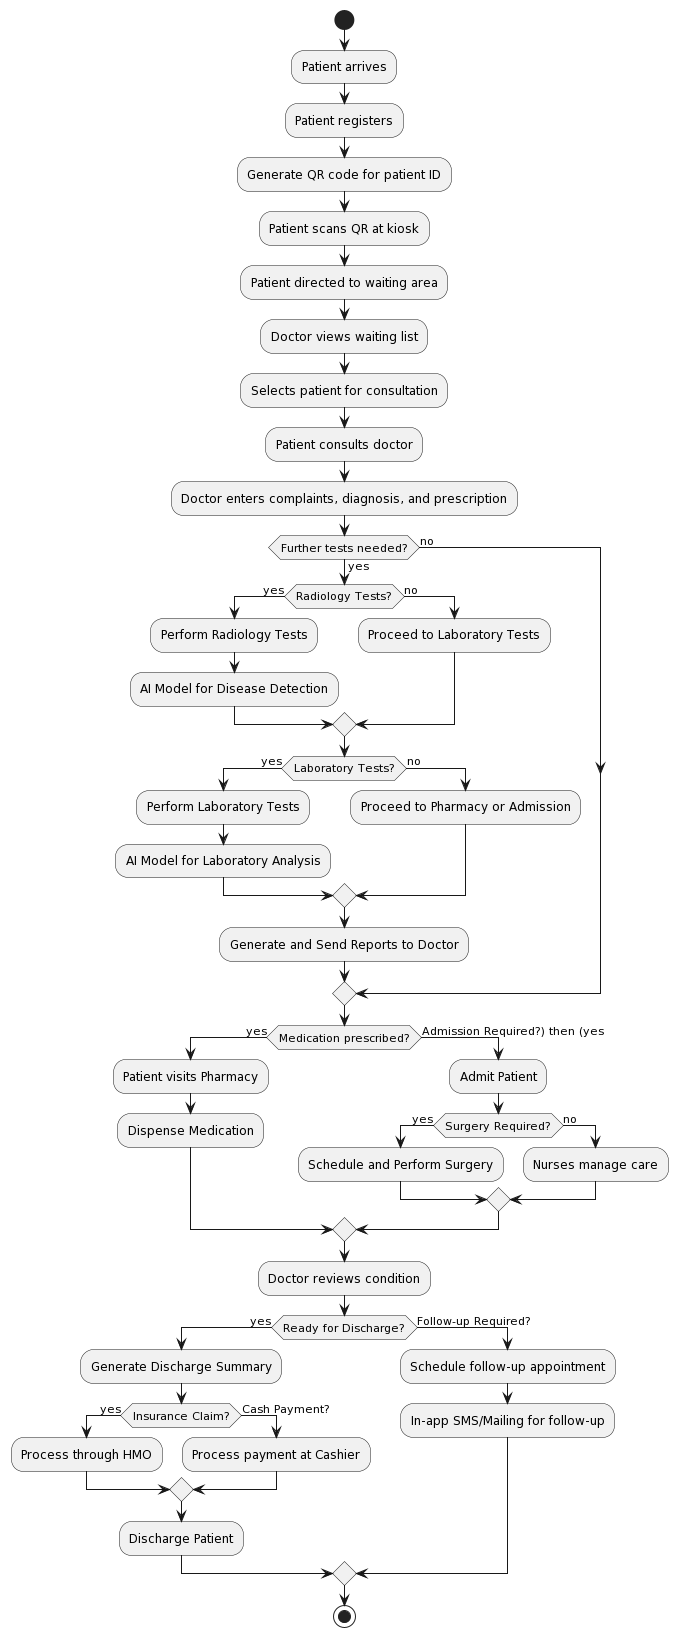 Patient arrives
Patient registers
Generate QR code for patient ID
Patient scans QR at kiosk
Patient directed to waiting area
Doctor views waiting list
Selects patient for consultation
Patient consults doctor
Doctor enters complaints, diagnosis, and prescription
Further tests needed?
no
yes
yes
Radiology Tests?
no
Perform Radiology Tests
Proceed to Laboratory Tests
AI Model for Disease Detection
yes
Laboratory Tests?
no
Perform Laboratory Tests
Proceed to Pharmacy or Admission
AI Model for Laboratory Analysis
Generate and Send Reports to Doctor
yes
Medication prescribed?
Admission Required?) then (yes
Patient visits Pharmacy
Admit Patient
Dispense Medication
yes
Surgery Required?
no
Schedule and Perform Surgery
Nurses manage care
Doctor reviews condition
yes
Ready for Discharge?
Follow-up Required?
Generate Discharge Summary
Schedule follow-up appointment
yes
Insurance Claim?
Cash Payment?
In-app SMS/Mailing for follow-up
Process through HMO
Process payment at Cashier
Discharge Patient